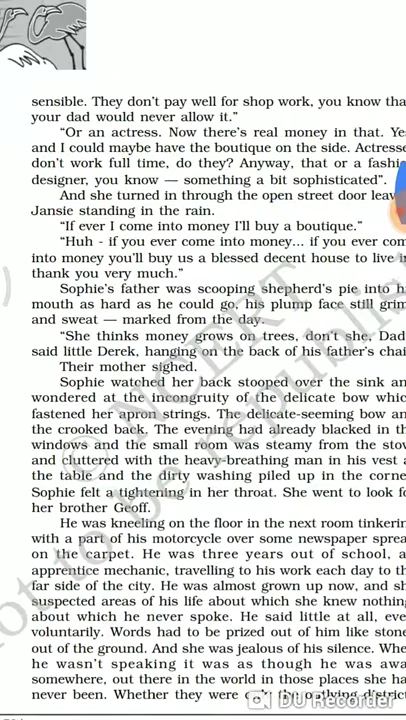 sensible. They don't pay well for shop work, you know tha
your dad would never allow it."
"Or an actress. Now there's real money in that. Ye
and I could maybe have the boutique on the side. Actresse
don't work full time, do they? Anyway, that or a fashi
designer, you know — something a bit sophisticated".
And she turned in through the open street door leav
Jansie standing in the rain.
"If ever I come into money I'll buy a boutique."
"Huh - if you ever come into money... if you ever com
into money you'll buy us a blessed decent house to live i
thank you very much."
Sophie's father was scooping shepherd's pie into h
mouth as hard as he could go, his plump face still grim
and sweat — marked from the day.
"She thinks money grows on trees, don't she, Dad
said little Derek, hanging on the back of his father's chai
Their mother sighed.
Sophie watched her back stooped over the sink an
wondered at the incongruity of the delicate bow whic
fastened her apron strings. The delicate-seeming bow an
the crooked back. The evening had already blacked in th
windows and the small room was steamy from the stov
and cluttered with the heavy-breathing man in his vest a
the table and the dirty washing piled up in the corne
Sophie felt a tightening in her throat. She went to look fo
her brother Geoff.
He was kneeling on the floor in the next room tinkerin
with a part of his motorcycle over some newspaper sprea
on the carpet. He was three years out of school, a
apprentice mechanic, travelling to his work each day to th
far side of the city. He was almost grown up now, and sh
suspected areas of his life about which she knew nothin
about which he never spoke. He said little at all, eve
voluntarily. Words had to be prized out of him like stone
out of the ground. And she was jealous of his silence. Whe
he wasn't speaking it was as though he was awa
somewhere, out there in the world in those places she ha
never been. Whether they were only the outlying district
© NCERT
not to be republis
DU Recorder